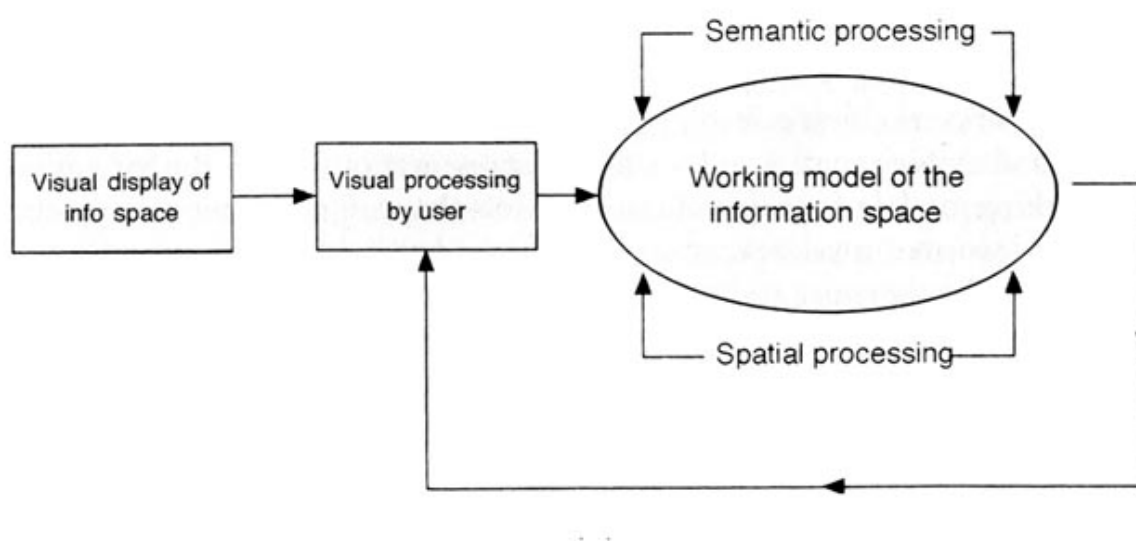 Semantic processing
Visual display of
info space
Visual processing
by user
Working model of the
information space
Spatial processing